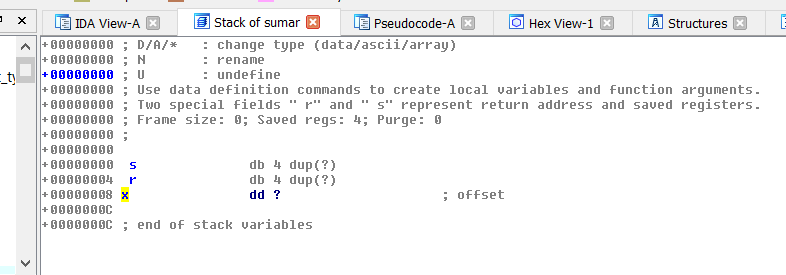 IDA View-A Stack of sumar Pseudocode-A Hex View-1 Structures
+00000000 ; D/A/* : change type (data/ascii/array)
+00000000 ; N : rename
+00000000 ; U : undefine
+00000000 ; Use data definition commands to create local variables and function arguments.
+00000000 ; Two special fields " r" and " s" represent return address and saved registers.
+00000000 ; Frame size: 0; Saved regs: 4; Purge: 0
+00000000 ;
+00000000
+00000000 s db 4 dup(?)
+00000004 r db 4 dup(?)
+00000008 x dd ? ; offset
+0000000C
+0000000C ; end of stack variables